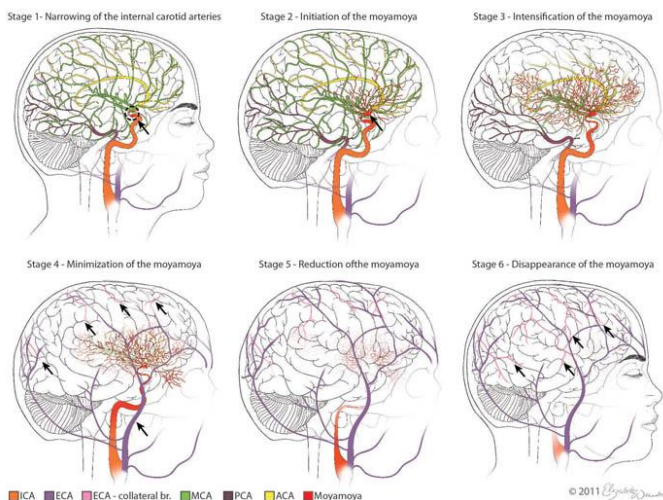 Stage 1- Narrowing of the internal carotid arteries
Stage 2 - Initiation of the moyamoya
Stage 3 - Intensification of the moyamoya
Stage 4 - Minimization of the moyamoya
Stage 5 - Reduction ofthe moyamoya
Stage 6 - Disappearance of the moyamoya
ICA ECA ECA - collateral br. MCA PCA ACA Moyamoya
© 2011